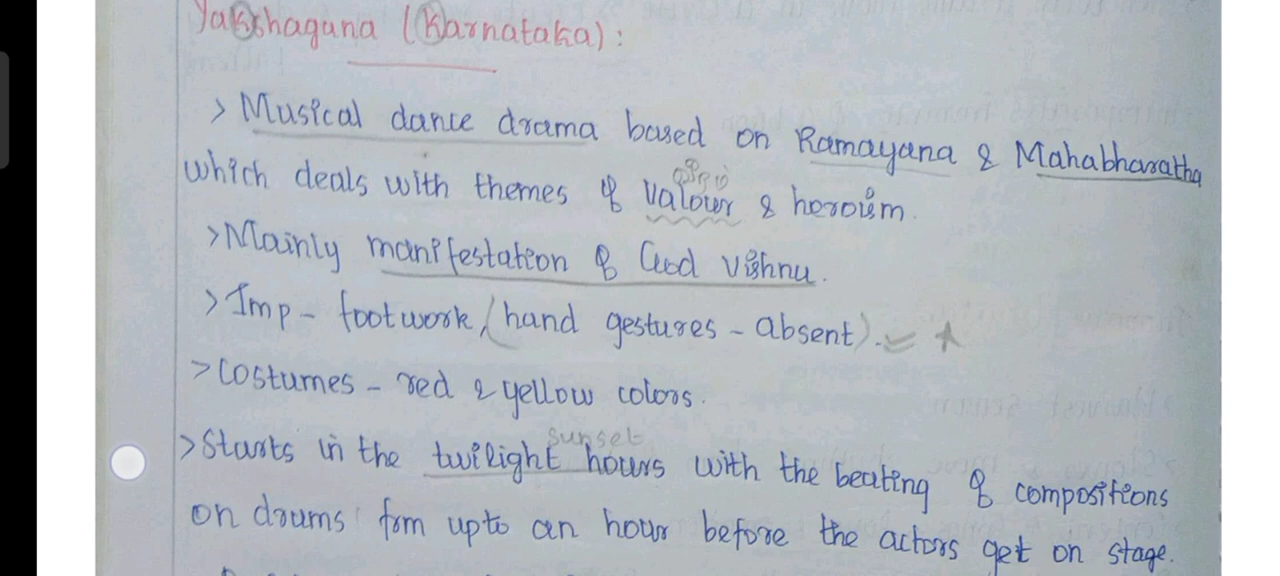 Yakshagana (Karnataka):
> Musical dance drama based on Ramayana & Mahabharatha
which deals with themes of valour & heroism.
> Mainly manifestation of God Vishnu.
> Imp - footwork (hand gestures - absent).
> Costumes - red & yellow colors.
sunset
> Starts in the twilight hours with the beating of compositions
on drums form upto an hour before the actors get on stage.